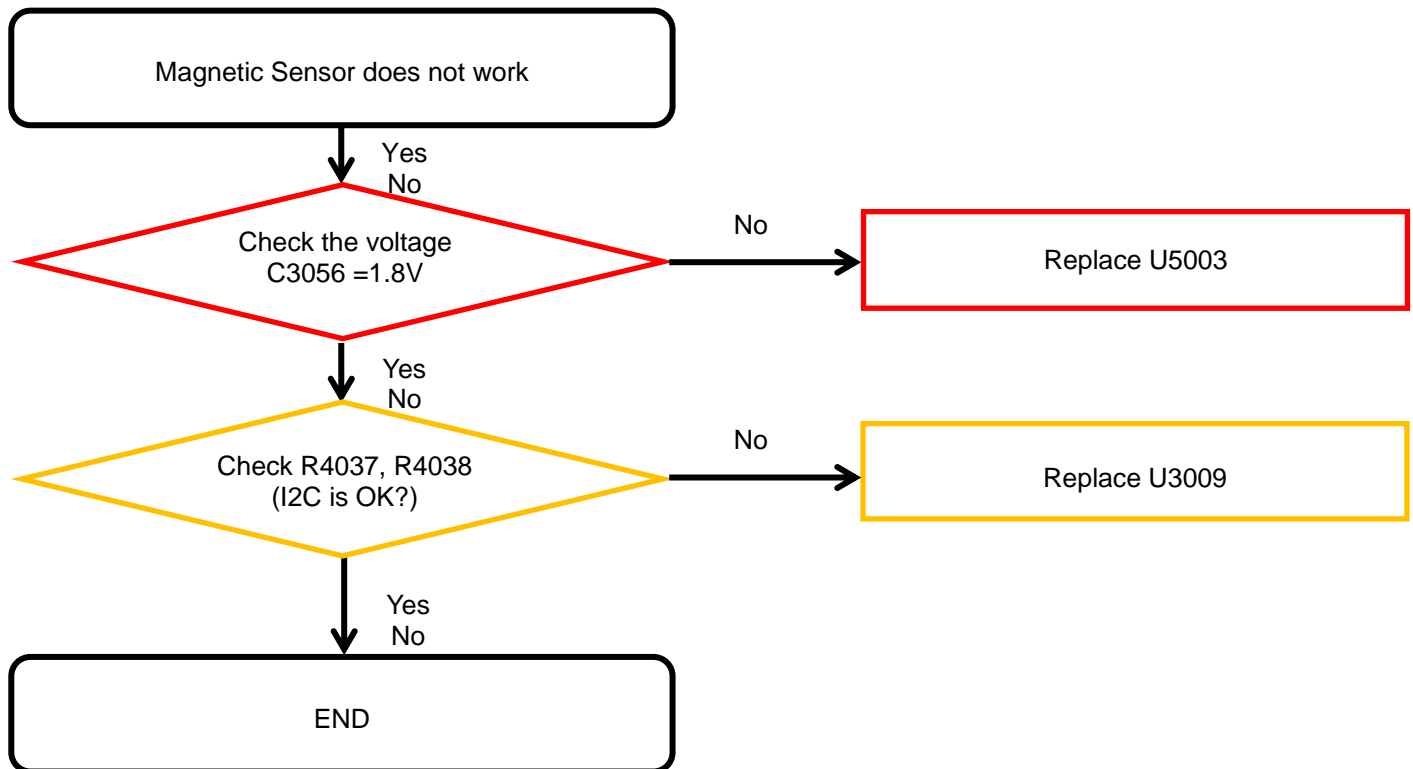 Magnetic Sensor does not work
Yes
No
Check the voltage
C3056 =1.8V
No
Replace U5003
Yes
No
Check R4037, R4038
(I2C is OK?)
No
Replace U3009
Yes
No
END